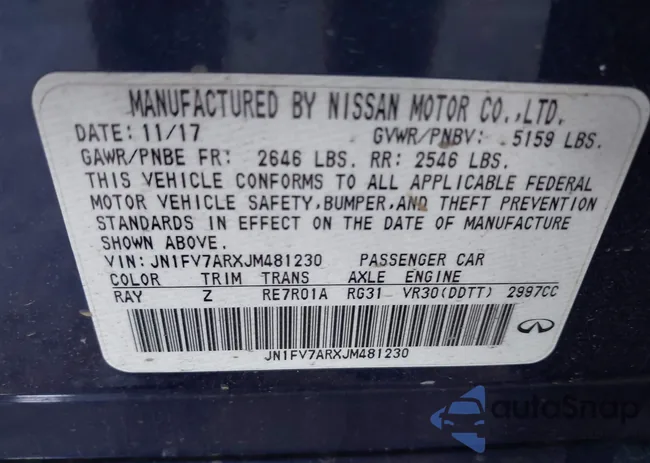 MANUFACTURED BY NISSAN MOTOR CO.,LTD.
DATE: 11/17 GVWR/PNBV: 5159 LBS.
GAWR/PNBE FR: 2646 LBS. RR: 2546 LBS.
THIS VEHICLE CONFORMS TO ALL APPLICABLE FEDERAL
MOTOR VEHICLE SAFETY,BUMPER,AND THEFT PREVENTION
STANDARDS IN EFFECT ON THE DATE OF MANUFACTURE
SHOWN ABOVE.
VIN: JN1FV7ARXJM481230 PASSENGER CAR
COLOR TRIM TRANS AXLE ENGINE
RAY Z RE7R01A RG31 VR30(DDTT) 2997CC
JN1FV7ARXJM481230
autoSnap